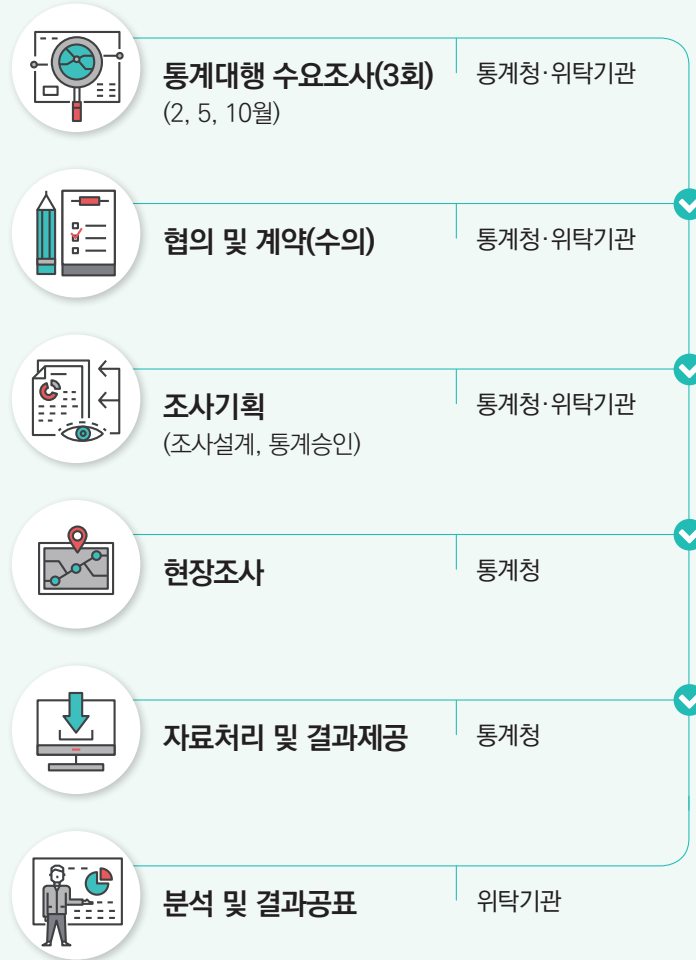 통계대행 수요조사(3회)
통계청·위탁기관
(2, 5, 10월)
협의 및 계약(수의)
통계청·위탁기관
조사기획
통계청·위탁기관
(조사설계, 통계승인)
현장조사
통계청
자료처리 및 결과제공
통계청
분석 및 결과공표
위탁기관